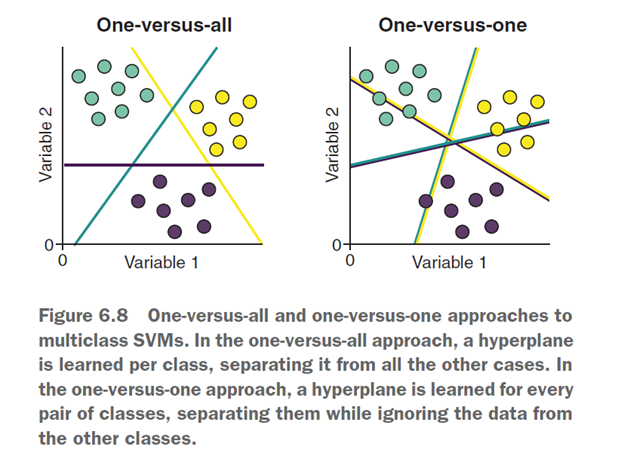 One-versus-all
One-versus-one
Variable 2
0
0
Variable 1
Variable 2
0
0
Variable 1
Figure 6.8 One-versus-all and one-versus-one approaches to
multiclass SVMs. In the one-versus-all approach, a hyperplane
is learned per class, separating it from all the other cases. In
the one-versus-one approach, a hyperplane is learned for every
pair of classes, separating them while ignoring the data from
the other classes.